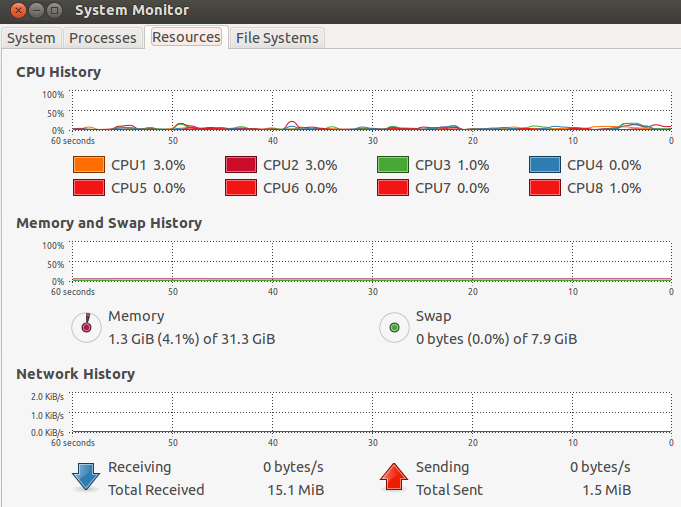 System Monitor
System Processes Resources File Systems
CPU History
100%
50%
0%
60 seconds 50 40 30 20 10 0
CPU1 3.0% CPU2 3.0% CPU3 1.0% CPU4 0.0%
CPU5 0.0% CPU6 0.0% CPU7 0.0% CPU8 1.0%
Memory and Swap History
100%
50%
0%
60 seconds 50 40 30 20 10 0
Memory Swap
1.3 GiB (4.1%) of 31.3 GiB 0 bytes (0.0%) of 7.9 GiB
Network History
2.0 KiB/s
1.0 KiB/s
0.0 KiB/s
60 seconds 50 40 30 20 10 0
Receiving 0 bytes/s Sending 0 bytes/s
Total Received 15.1 MiB Total Sent 1.5 MiB